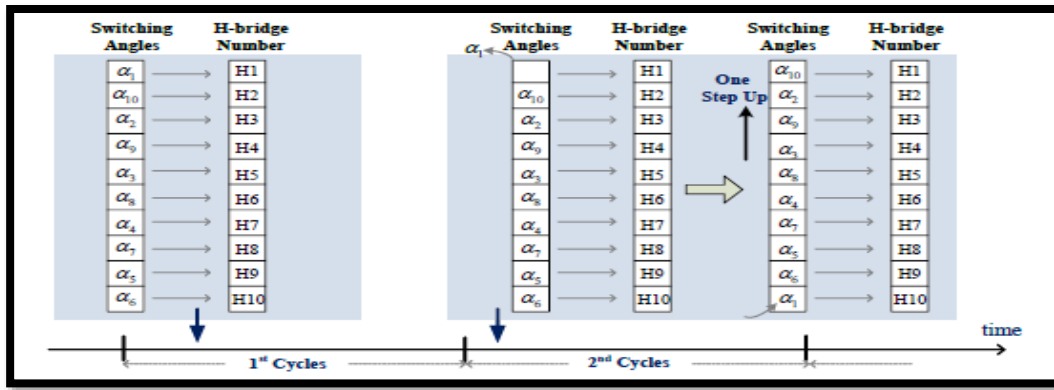 Switching Angles H-bridge Number
α₁ H1
α₁₀ H2
α₂ H3
α₉ H4
α₃ H5
α₈ H6
α₄ H7
α₇ H8
α₅ H9
α₆ H10
Switching Angles H-bridge Number
α₁
H1
α₁₀ H2
α₂ H3
α₉ H4
α₃ H5
α₈ H6
α₄ H7
α₇ H8
α₅ H9
α₆ H10
One
Step Up
Switching Angles H-bridge Number
α₁₀ H1
α₂ H2
α₉ H3
α₃ H4
α₈ H5
α₄ H6
α₇ H7
α₅ H8
α₆ H9
α₁ H10
time
1st Cycles
2nd Cycles